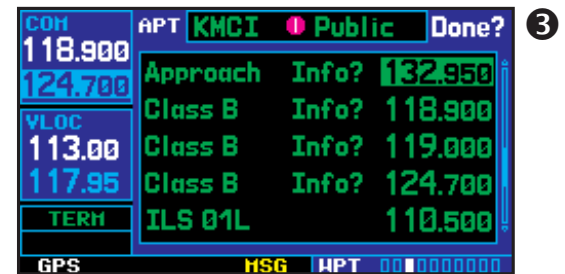 COM
118.900
124.700
VLOC
113.00
117.95
TERM
APT KMCI Public Done?
Approach Info? 132.950
Class B Info? 118.900
Class B Info? 119.000
Class B Info? 124.700
ILS 01L 110.500
GPS MSG WPT
3